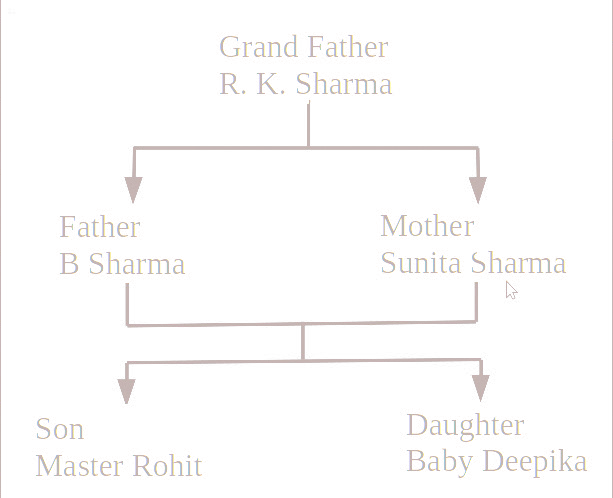 Grand Father
R. K. Sharma
Father
B Sharma
Mother
Sunita Sharma
Son
Master Rohit
Daughter
Baby Deepika